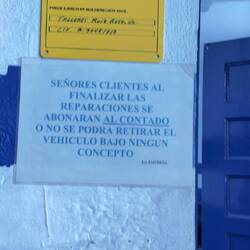 SEÑORES CLIENTES AL
FINALIZAR LAS
REPARACIONES SE
ABONARAN AL CONTADO
O NO SE PODRA RETIRAR EL
VEHICULO BAJO NINGUN
CONCEPTO
LA EMPRESA